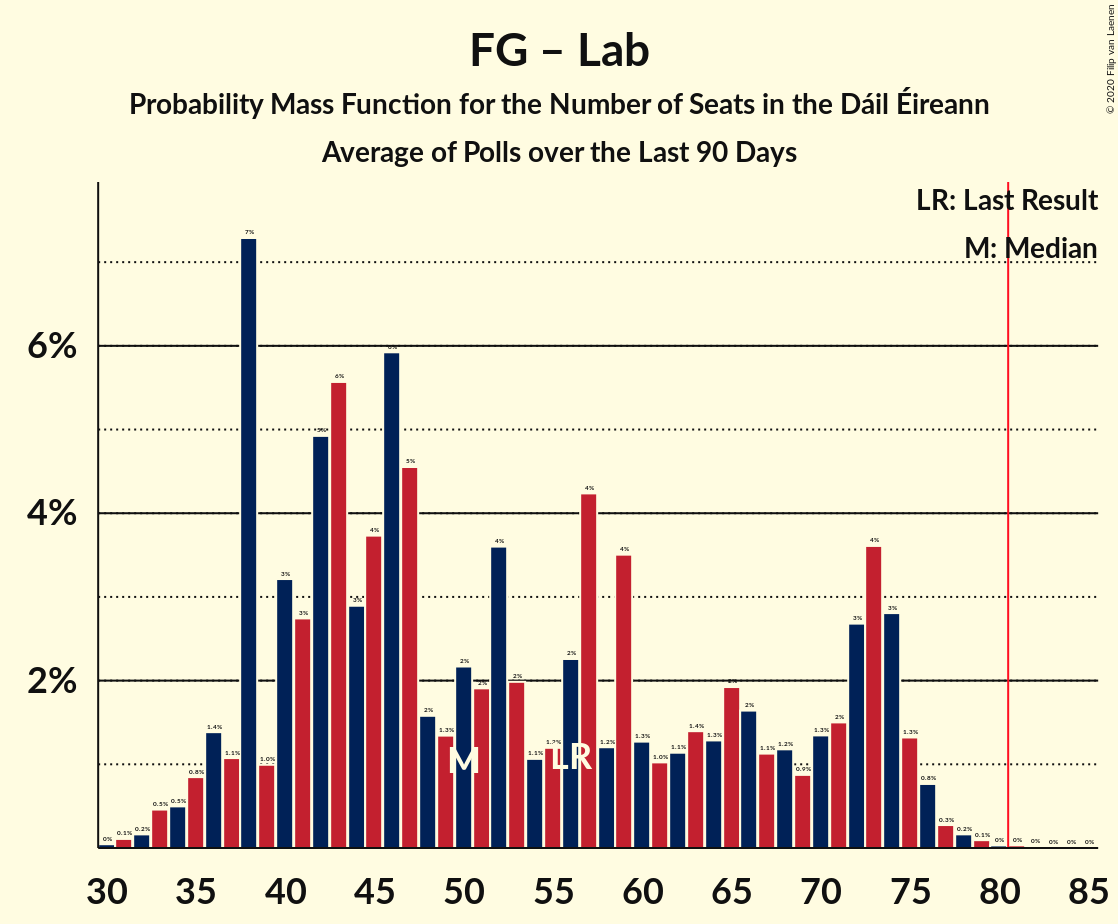 FG – Lab
Probability Mass Function for the Number of Seats in the Dáil Éireann
Average of Polls over the Last 90 Days
© 2020 Filip van Laenen
LR: Last Result
M: Median
6%
4%
2%
0% 0.1% 0.2% 0.5% 0.5% 0.8% 1.4% 1.1% 7% 1.0% 3% 3% 5% 6% 3% 4% 6% 5% 2% 1.3% 2% 2% 4% 2% 1.1% 1.2% 2% 4% 1.2% 4% 1.3% 1.0% 1.1% 1.4% 1.3% 2% 2% 1.1% 1.2% 0.9% 1.3% 2% 3% 4% 3% 1.3% 0.8% 0.3% 0.2% 0.1% 0% 0% 0% 0% 0% 0%
M LR
30 35 40 45 50 55 60 65 70 75 80 85